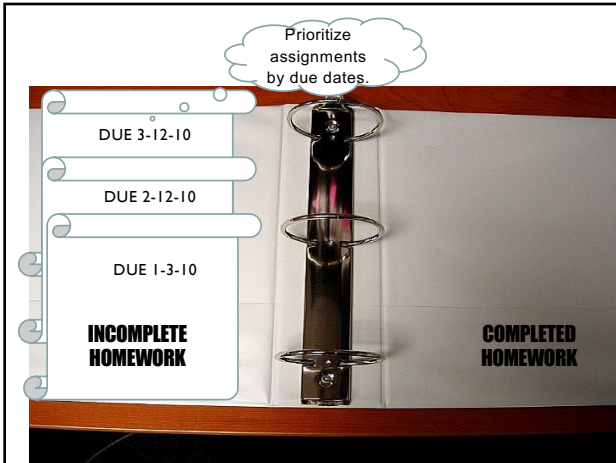 Prioritize
assignments
by due dates.
DUE 3-12-10
DUE 2-12-10
DUE 1-3-10
INCOMPLETE
HOMEWORK
COMPLETED
HOMEWORK